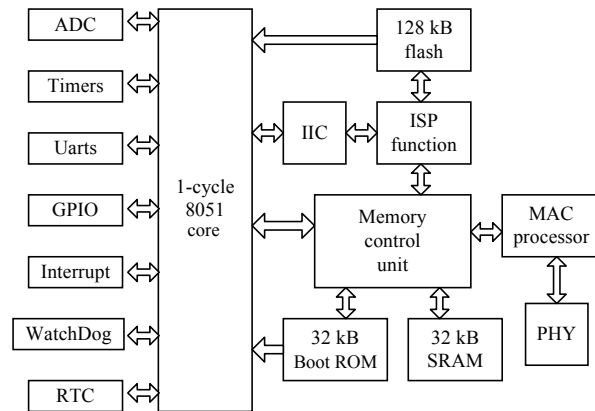 ADC
Timers
Uarts
GPIO
Interrupt
WatchDog
RTC
1-cycle
8051
core
128 kB
flash
IIC
ISP
function
Memory
control
unit
MAC
processor
32 kB
Boot ROM
32 kB
SRAM
PHY